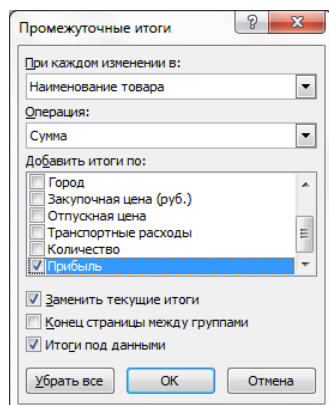 Промежуточные итоги
При каждом изменении в:
Наименование товара
Операция:
Сумма
Добавить итоги по:
Город
Закупочная цена (руб.)
Отпускная цена
Транспортные расходы
Количество
Прибыль
Заменить текущие итоги
Конец страницы между группами
Итоги под данными
Убрать все
ОК
Отмена